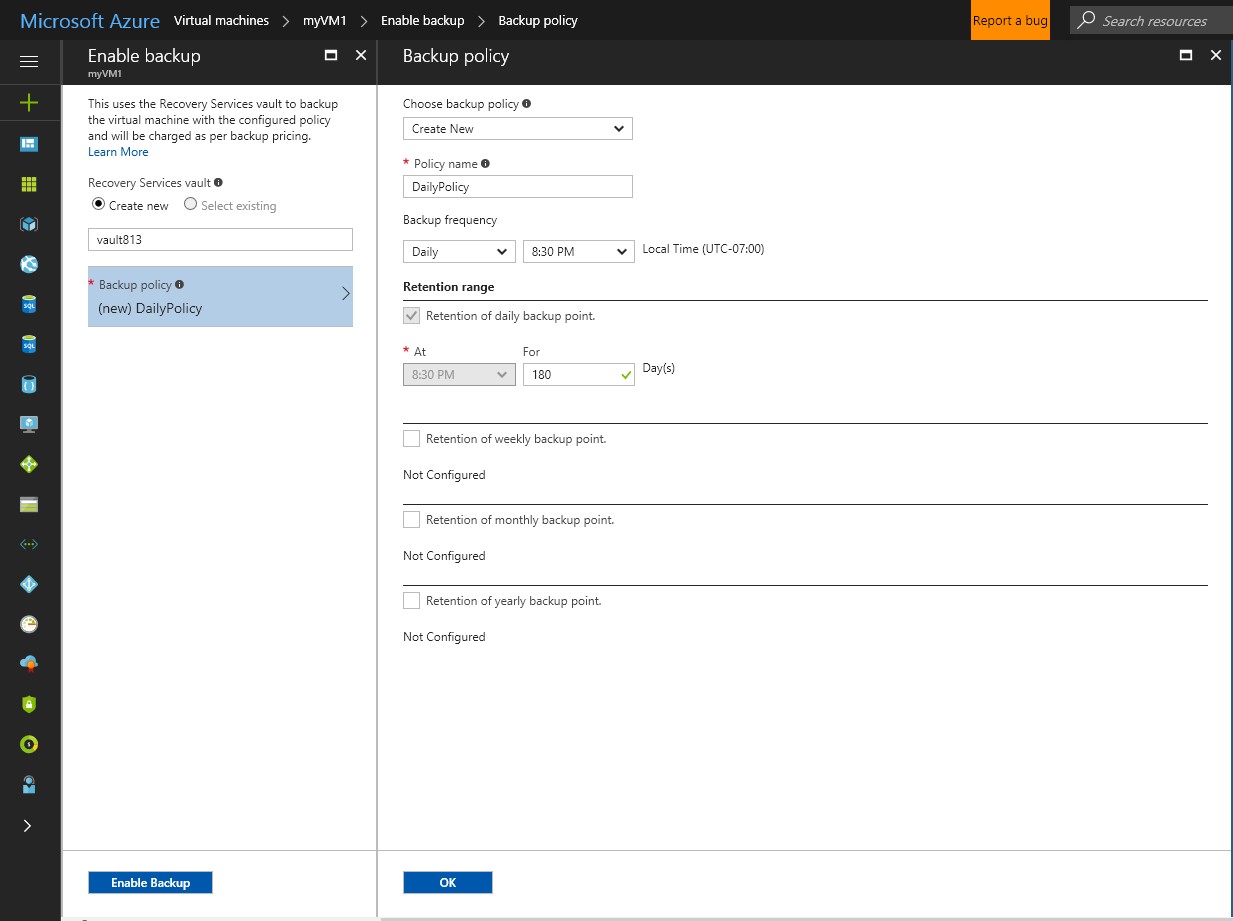 Microsoft Azure Virtual machines > myVM1 > Enable backup > Backup policy
Report a bug
Search resources
Enable backup
myVM1
This uses the Recovery Services vault to backup
the virtual machine with the configured policy
and will be charged as per backup pricing.
Learn More
Recovery Services vault
Create new Select existing
vault813
* Backup policy
(new) DailyPolicy
Enable Backup
Backup policy
Choose backup policy
Create New
* Policy name
DailyPolicy
Backup frequency
Daily 8:30 PM Local Time (UTC-07:00)
Retention range
Retention of daily backup point.
* At For
8:30 PM 180 Day(s)
Retention of weekly backup point.
Not Configured
Retention of monthly backup point.
Not Configured
Retention of yearly backup point.
Not Configured
OK